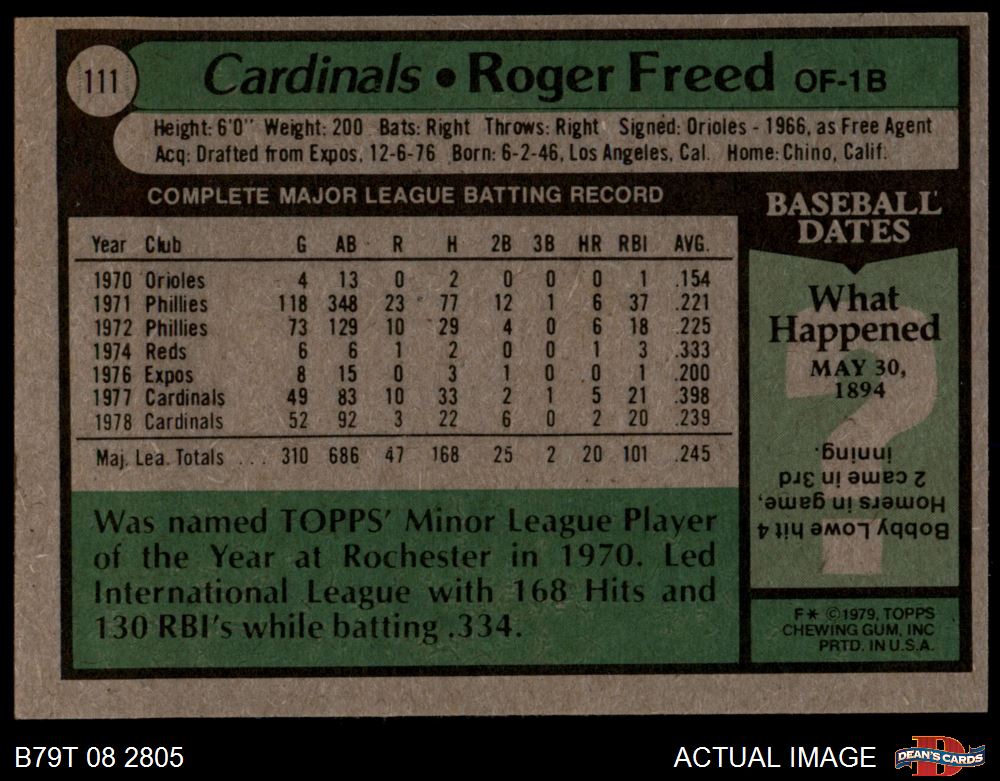 111
Cardinals • Roger Freed OF-1B
Height: 6'0" Weight: 200 Bats: Right Throws: Right Signed: Orioles - 1966, as Free Agent
Acq: Drafted from Expos, 12-6-76 Born: 6-2-46, Los Angeles, Cal. Home: Chino, Calif.
COMPLETE MAJOR LEAGUE BATTING RECORD
Year Club G AB R H 2B 3B HR RBI AVG.
1970 Orioles 4 13 0 2 0 0 0 1 .154
1971 Phillies 118 348 23 77 12 1 6 37 .221
1972 Phillies 73 129 10 29 4 0 6 18 .225
1974 Reds 6 6 1 2 0 0 1 3 .333
1976 Expos 8 15 0 3 1 0 0 1 .200
1977 Cardinals 49 83 10 33 2 1 5 21 .398
1978 Cardinals 52 92 3 22 6 0 2 20 .239
Maj. Lea. Totals ... 310 686 47 168 25 2 20 101 .245
Was named TOPPS' Minor League Player
of the Year at Rochester in 1970. Led
International League with 168 Hits and
130 RBI's while batting .334.
BASEBALL
DATES
What
Happened
MAY 30,
1894
?
Bobby Lowe hit 4
Homers in game,
2 came in 3rd
inning.
F* ©1979, TOPPS
CHEWING GUM, INC
PRTD. IN U.S.A.
B79T 08 2805
ACTUAL IMAGE
D
DEAN'S CARDS